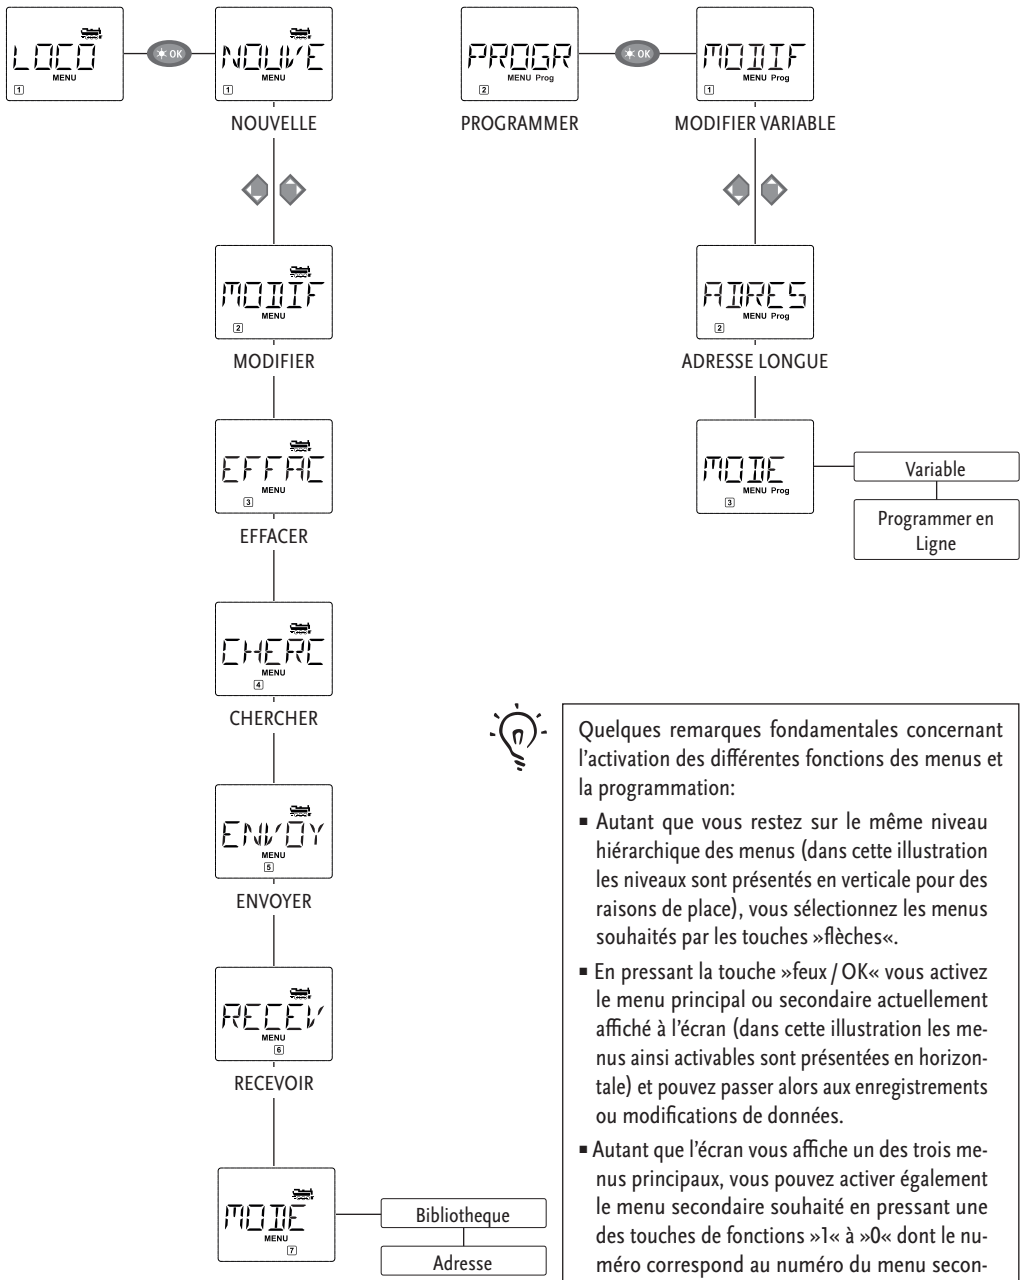 LOCO
MENU
1
OK
NOUVE
MENU
1
NOUVELLE
MODIF
MENU
2
MODIFIER
EFFAC
MENU
3
EFFACER
CHERC
MENU
4
CHERCHER
ENVOY
MENU
5
ENVOYER
RECEV
MENU
6
RECEVOIR
MODE
MENU
7
Bibliotheque
Adresse
PROGR
MENU Prog
2
PROGRAMMER
OK
MODIF
MENU Prog
1
MODIFIER VARIABLE
ADRES
MENU Prog
2
ADRESSE LONGUE
MODE
MENU Prog
3
Variable
Programmer en
Ligne
Quelques remarques fondamentales concernant
l'activation des différentes fonctions des menus et
la programmation:
▪ Autant que vous restez sur le même niveau
hiérarchique des menus (dans cette illustration
les niveaux sont présentés en verticale pour des
raisons de place), vous sélectionnez les menus
souhaités par les touches »flèches«.
▪ En pressant la touche »feux / OK« vous activez
le menu principal ou secondaire actuellement
affiché à l'écran (dans cette illustration les me-
nus ainsi activables sont présentées en horizon-
tale) et pouvez passer alors aux enregistrements
ou modifications de données.
▪ Autant que l'écran vous affiche un des trois me-
nus principaux, vous pouvez activer également
le menu secondaire souhaité en pressant une
des touches de fonctions »1« à »0« dont le nu-
méro correspond au numéro du menu secon-